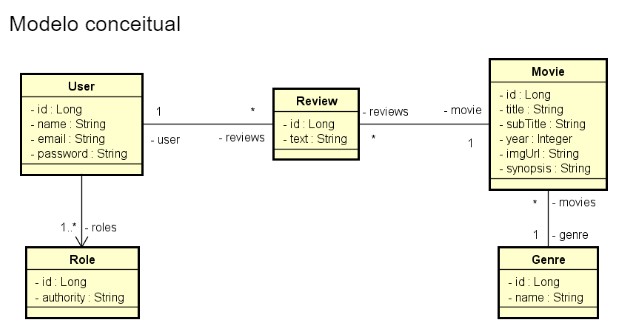 Modelo conceitual
User
- id : Long
- name : String
- email : String
- password : String
1
- user
*
- reviews
Review
- id : Long
- text : String
- reviews
*
- movie
1
Movie
- id : Long
- title : String
- subTitle : String
- year : Integer
- imgUrl : String
- synopsis : String
1..* - roles
* - movies
1 - genre
Role
- id : Long
- authority : String
Genre
- id : Long
- name : String